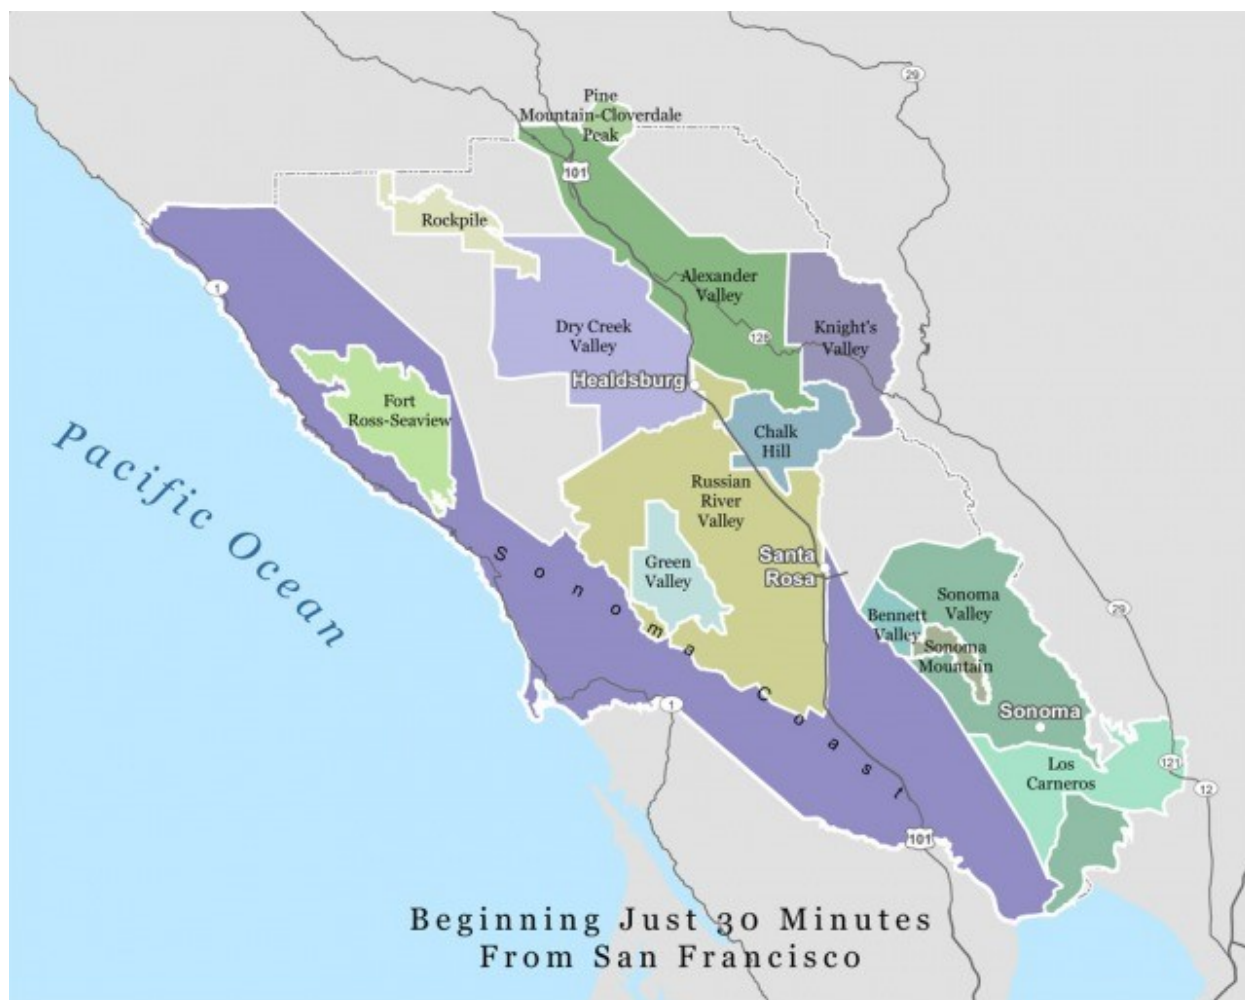 29
Pine
Mountain-Cloverdale
Peak
101
Rockpile
1
Alexander
Valley
Dry Creek
Valley
128
Knight's
Valley
Healdsburg
Fort
Ross-Seaview
Chalk
Hill
Pacific Ocean
Russian
River
Valley
Sonoma Coast
Green
Valley
Santa
Rosa
Sonoma
Valley
Bennett
Valley
29
Sonoma
Mountain
Sonoma
1
Los
Carneros
121
12
101
Beginning Just 30 Minutes
From San Francisco